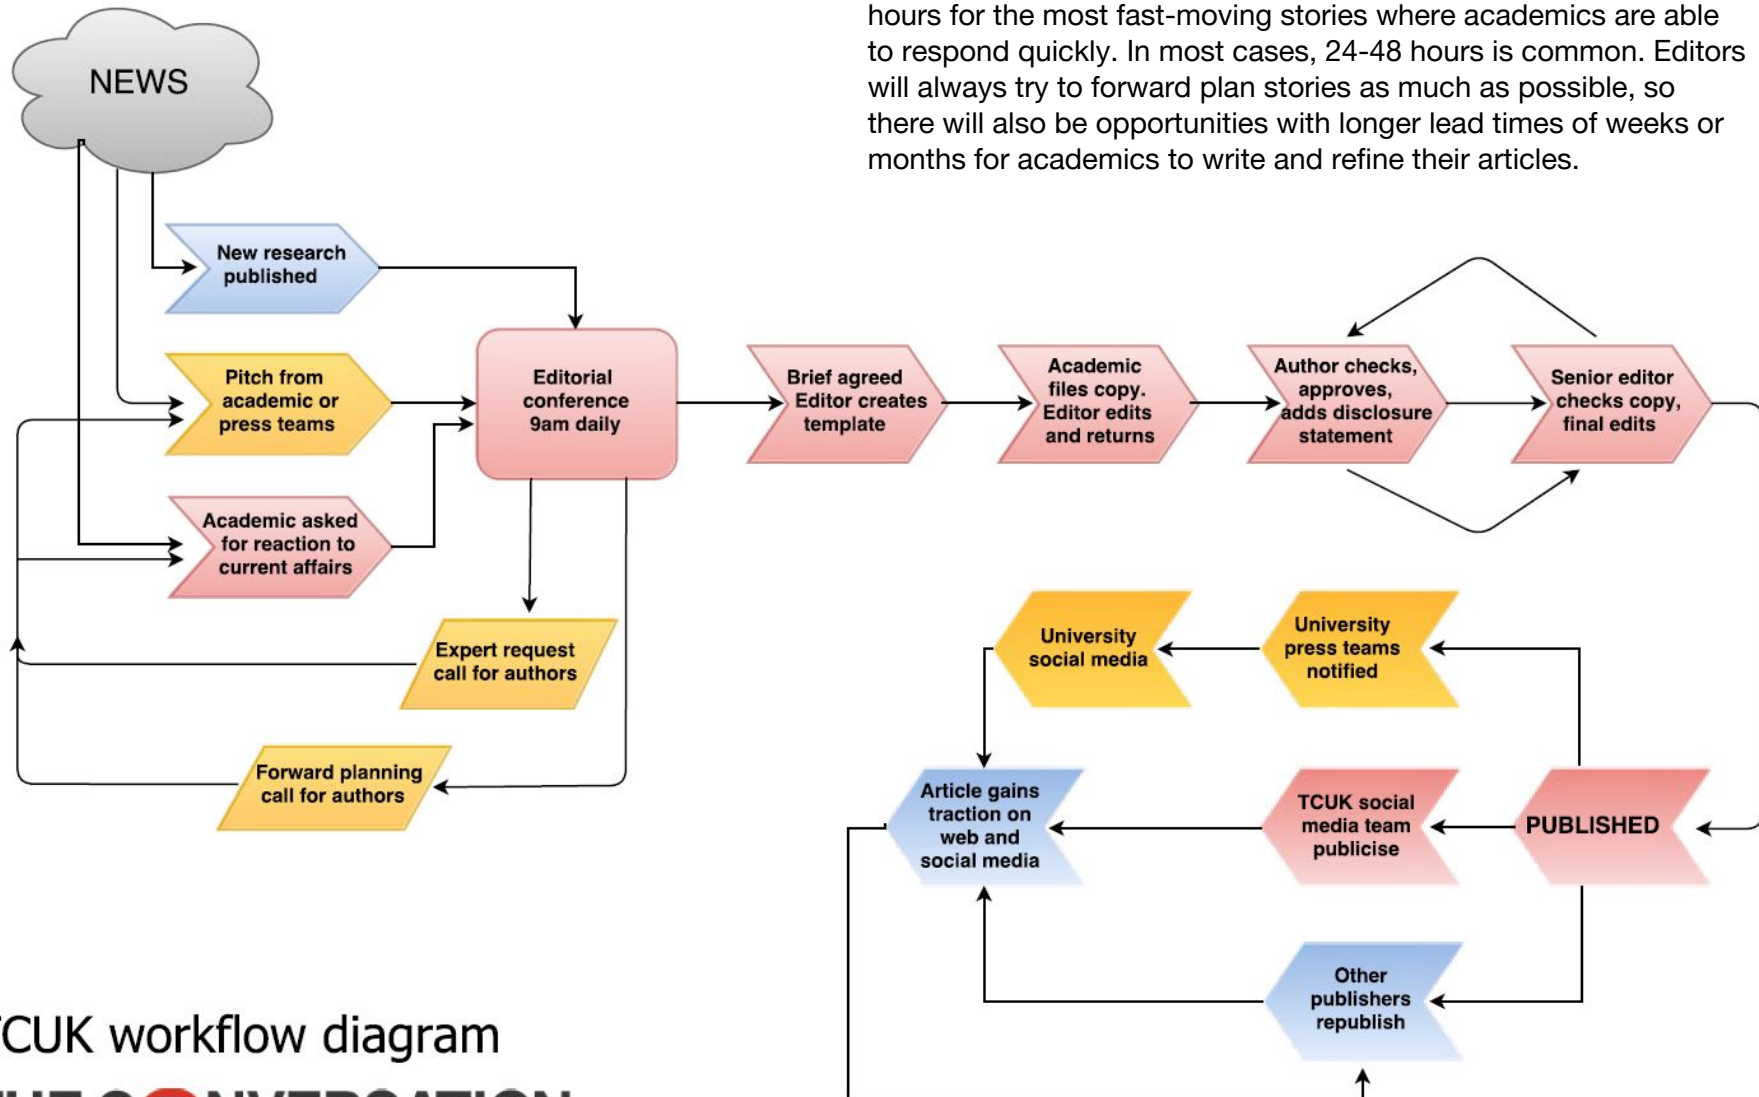 hours for the most fast-moving stories where academics are able
to respond quickly. In most cases, 24-48 hours is common. Editors
will always try to forward plan stories as much as possible, so
there will also be opportunities with longer lead times of weeks or
months for academics to write and refine their articles.
NEWS
New research
published
Pitch from
academic or
press teams
Academic asked
for reaction to
current affairs
Editorial
conference
9am daily
Brief agreed
Editor creates
template
Academic
files copy.
Editor edits
and returns
Author checks,
approves,
adds disclosure
statement
Senior editor
checks copy,
final edits
Expert request
call for authors
Forward planning
call for authors
University
social media
University
press teams
notified
Article gains
traction on
web and
social media
TCUK social
media team
publicise
PUBLISHED
Other
publishers
republish
TCUK workflow diagram